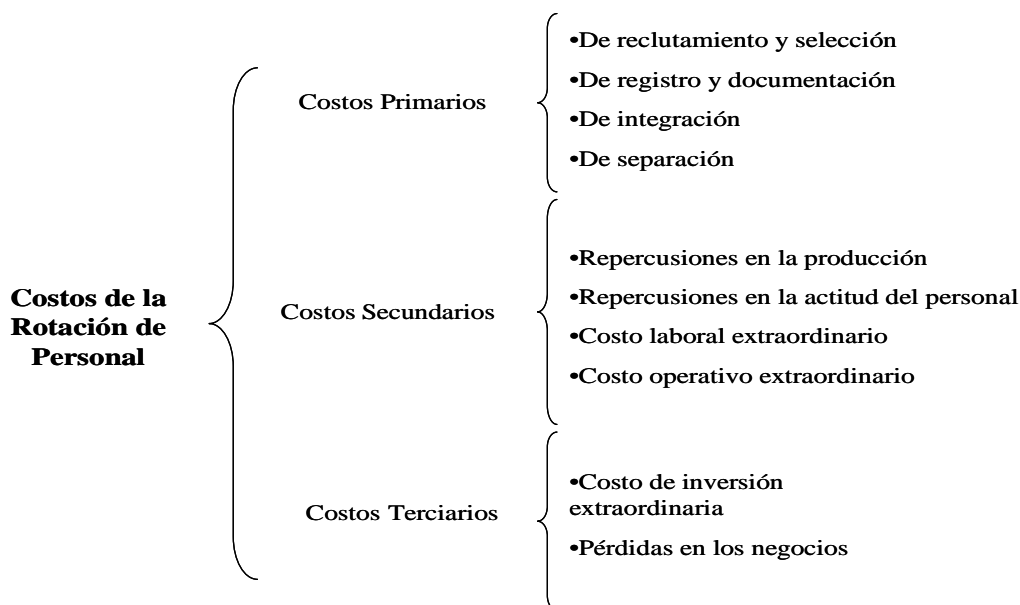 Costos de la
Rotación de
Personal
Costos Primarios
•De reclutamiento y selección
•De registro y documentación
•De integración
•De separación
Costos Secundarios
•Repercusiones en la producción
•Repercusiones en la actitud del personal
•Costo laboral extraordinario
•Costo operativo extraordinario
Costos Terciarios
•Costo de inversión
extraordinaria
•Pérdidas en los negocios